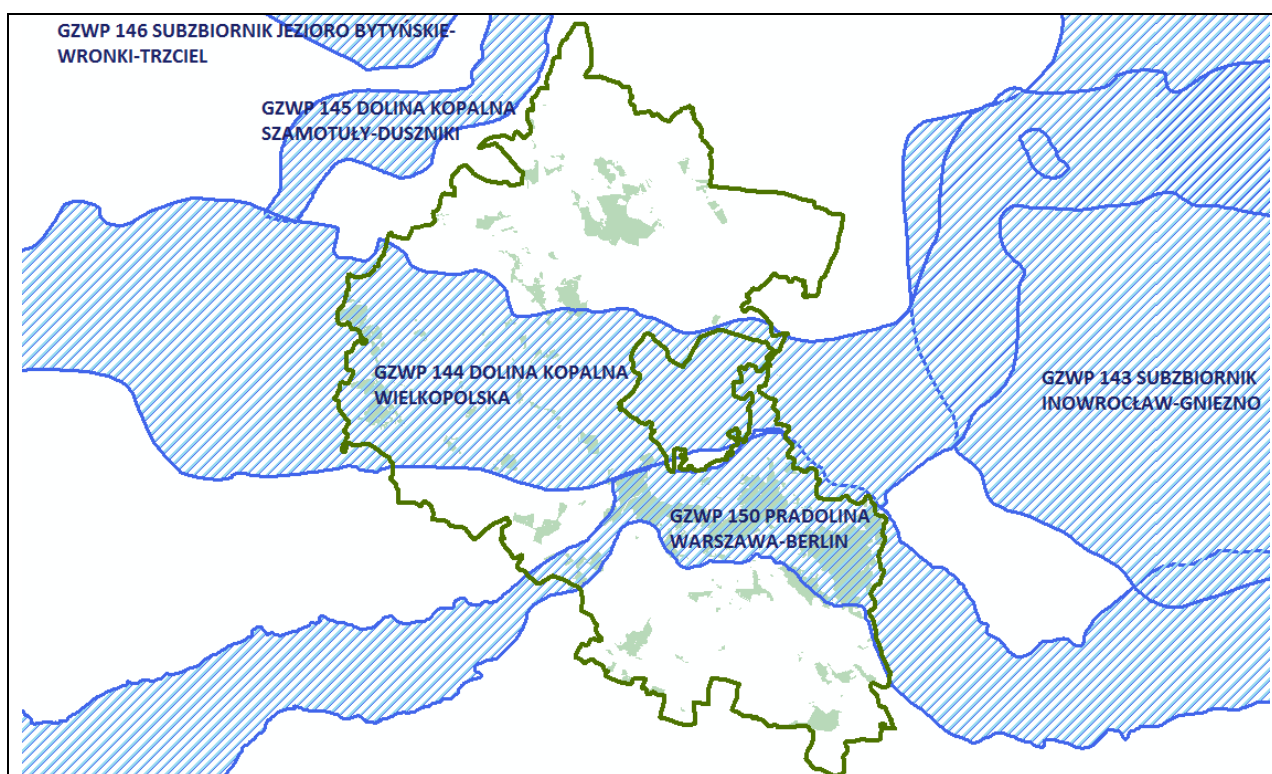 GZWP 146 SUBZBIORNIK JEZIORO BYTYŃSKIE-
WRONKI-TRZCIEL
GZWP 145 DOLINA KOPALNA
SZAMOTUŁY-DUSZNIKI
GZWP 144 DOLINA KOPALNA
WIELKOPOLSKA
GZWP 143 SUBZBIORNIK
INOWROCŁAW-GNIEZNO
GZWP 150 PRADOLINA
WARSZAWA-BERLIN